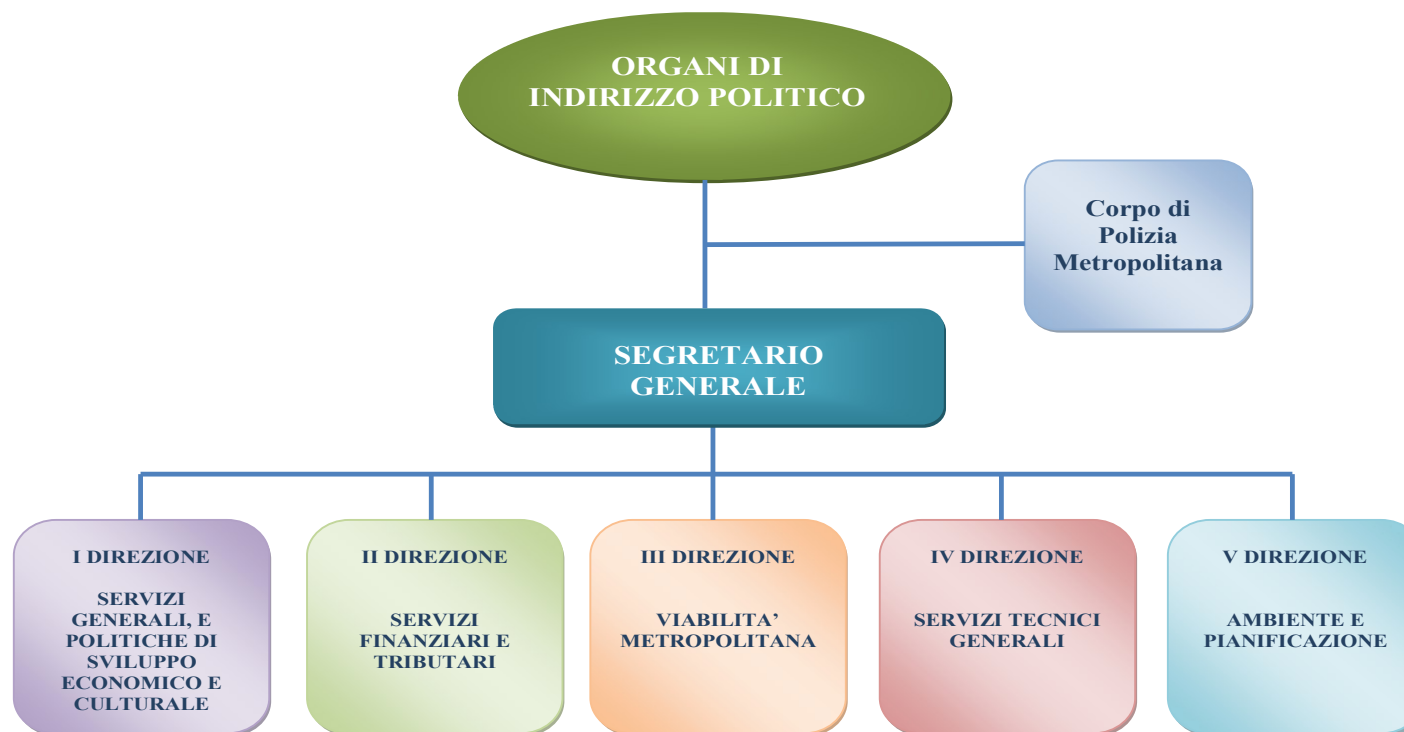 ORGANI DI
INDIRIZZO POLITICO
Corpo di
Polizia
Metropolitana
SEGRETARIO
GENERALE
I DIREZIONE
SERVIZI
GENERALI, E
POLITICHE DI
SVILUPPO
ECONOMICO E
CULTURALE
II DIREZIONE
SERVIZI
FINANZIARI E
TRIBUTARI
III DIREZIONE
VIABILITA’
METROPOLITANA
IV DIREZIONE
SERVIZI TECNICI
GENERALI
V DIREZIONE
AMBIENTE E
PIANIFICAZIONE